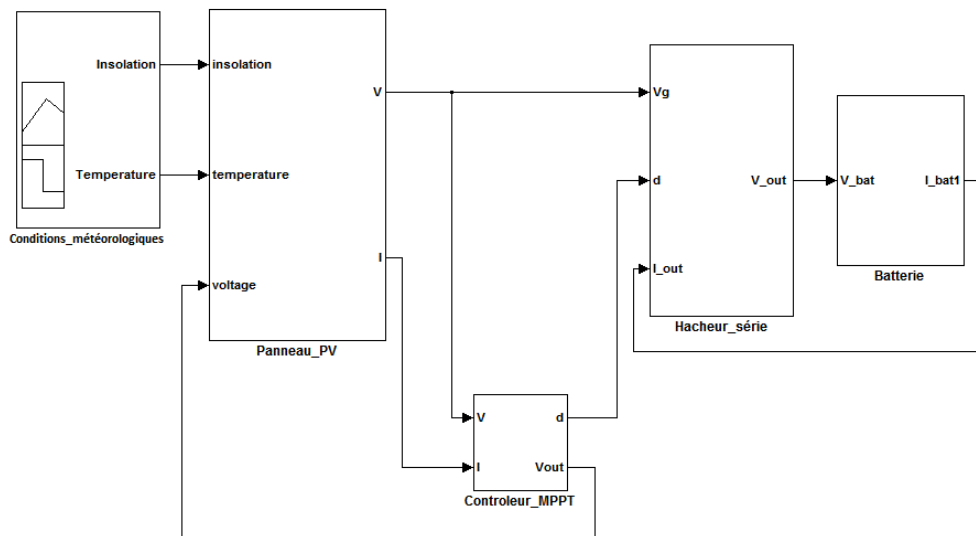 Insolation
Temperature
Conditions_météorologiques
insolation
temperature
voltage
V
I
Panneau_PV
V
I
d
Vout
Controleur_MPPT
Vg
d
I_out
V_out
Hacheur_série
V_bat
I_bat1
Batterie